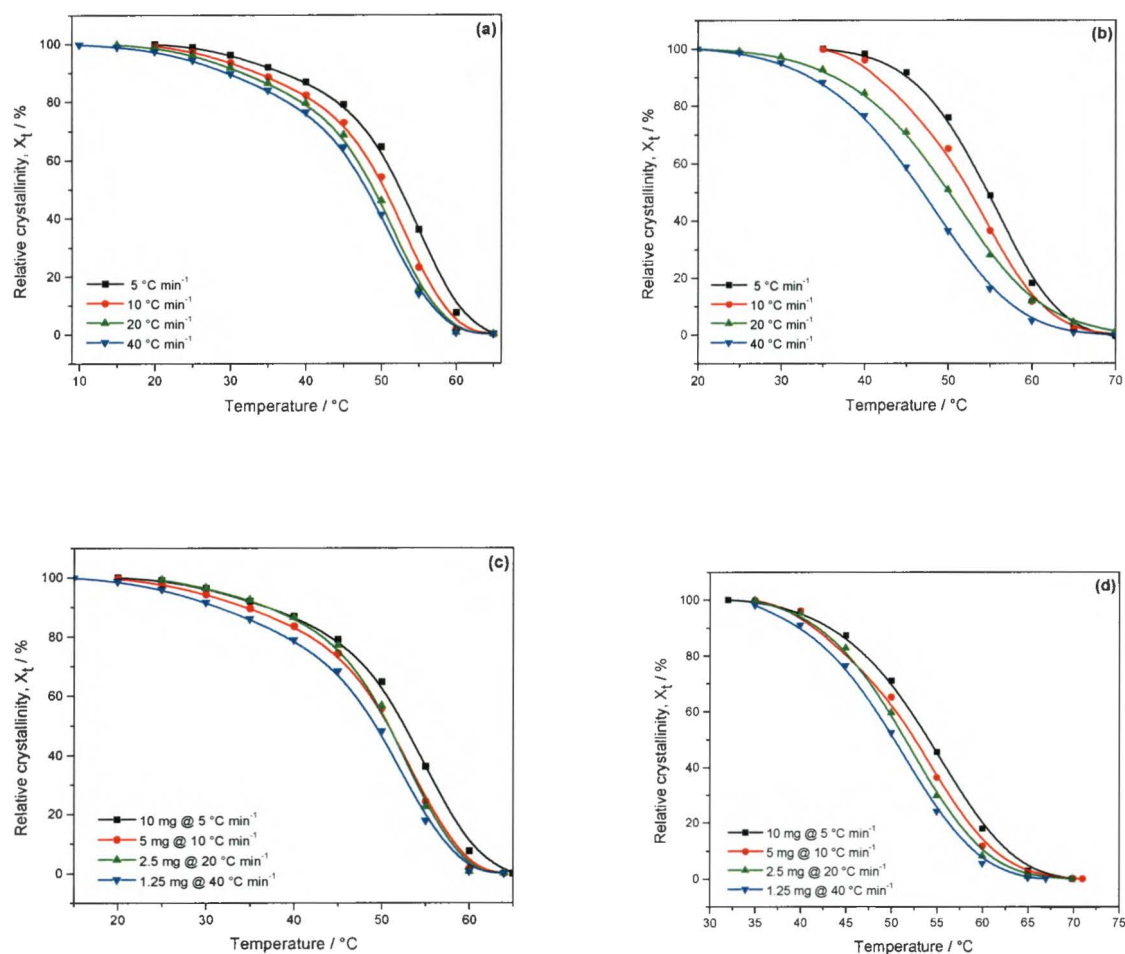 (a)
100
80
60
40
20
0
Relative crystallinity, Xt / %
5 °C min⁻¹
10 °C min⁻¹
20 °C min⁻¹
40 °C min⁻¹
10 20 30 40 50 60
Temperature / °C
(b)
100
80
60
40
20
0
Relative crystallinity, Xt / %
5 °C min⁻¹
10 °C min⁻¹
20 °C min⁻¹
40 °C min⁻¹
20 30 40 50 60 70
Temperature / °C
(c)
100
80
60
40
20
0
Relative crystallinity, Xt / %
10 mg @ 5 °C min⁻¹
5 mg @ 10 °C min⁻¹
2.5 mg @ 20 °C min⁻¹
1.25 mg @ 40 °C min⁻¹
20 30 40 50 60
Temperature / °C
(d)
100
80
60
40
20
0
Relative crystallinity, Xt / %
10 mg @ 5 °C min⁻¹
5 mg @ 10 °C min⁻¹
2.5 mg @ 20 °C min⁻¹
1.25 mg @ 40 °C min⁻¹
30 35 40 45 50 55 60 65 70 75
Temperature / °C